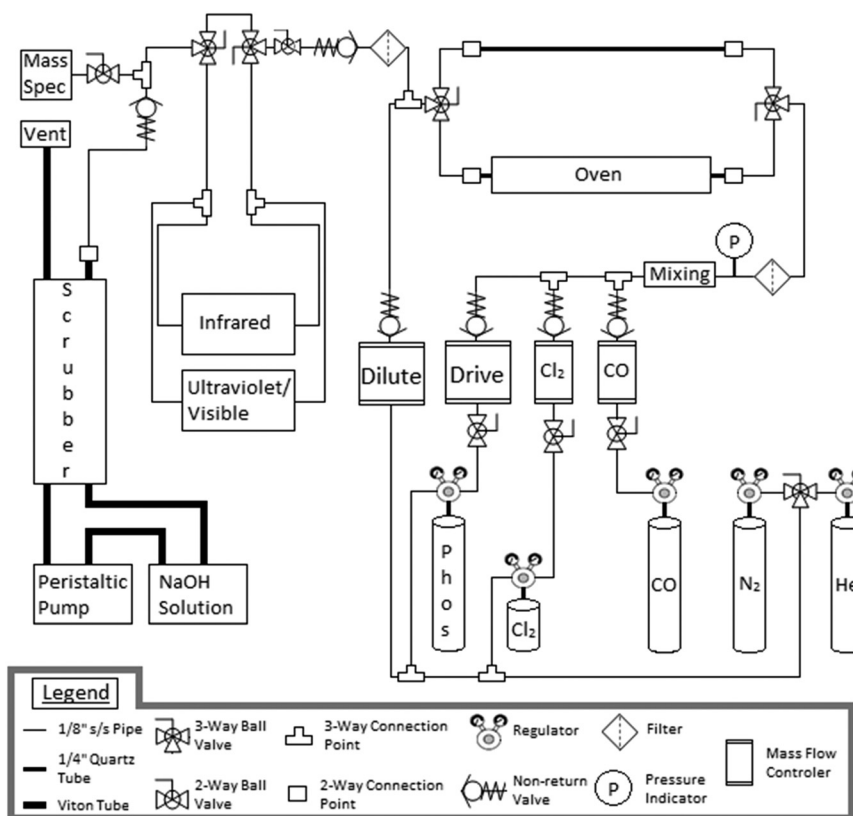 Mass
Spec
Vent
Scrubber
Infrared
Ultraviolet/
Visible
Peristaltic
Pump
NaOH
Solution
Oven
P
Mixing
Dilute
Drive
Cl₂
CO
Phos
Cl₂
CO
N₂
He
Legend
1/8" s/s Pipe
1/4" Quartz
Tube
Viton Tube
3-Way Ball
Valve
2-Way Ball
Valve
3-Way Connection
Point
2-Way Connection
Point
Regulator
Non-return
Valve
Filter
P
Pressure
Indicator
Mass Flow
Controler